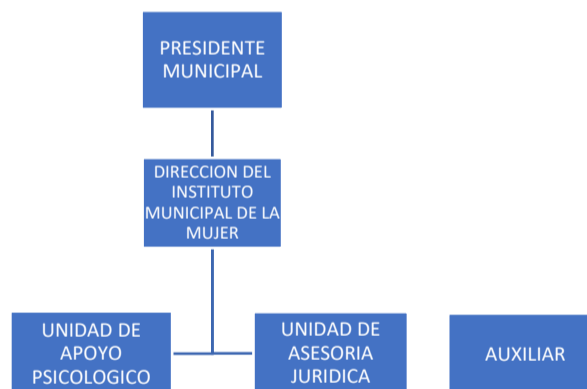 PRESIDENTE
MUNICIPAL
DIRECCION DEL
INSTITUTO
MUNICIPAL DE LA
MUJER
UNIDAD DE
APOYO
PSICOLOGICO
UNIDAD DE
ASESORIA
JURIDICA
AUXILIAR